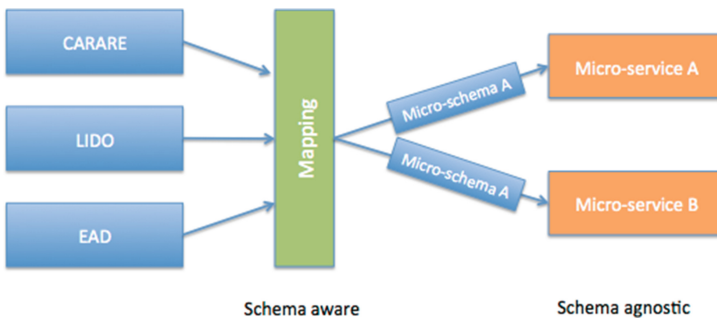 CARARE
LIDO
EAD
Mapping
Micro-schema A
Micro-schema A
Micro-service A
Micro-service B
Schema aware
Schema agnostic